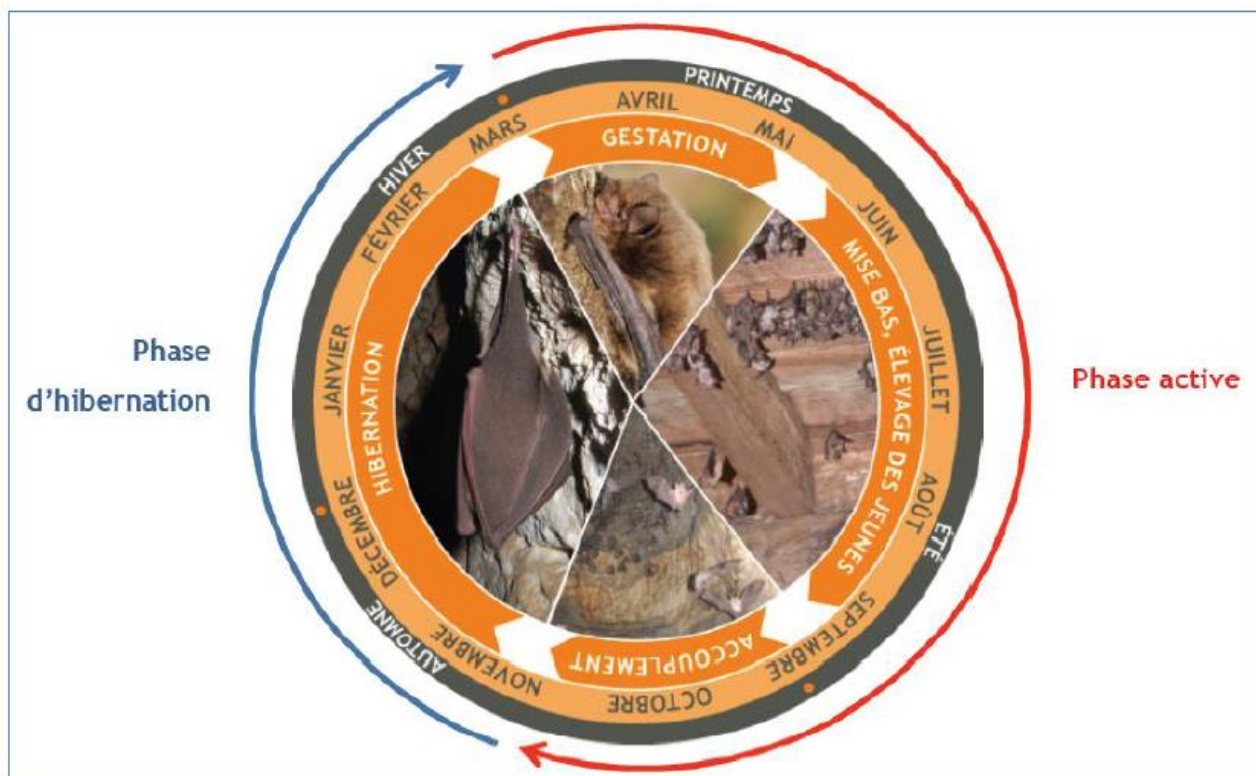 PRINTEMPS
ÉTÉ
AUTOMNE
HIVER
JANVIER
FÉVRIER
MARS
AVRIL
MAI
JUIN
JUILLET
AOÛT
SEPTEMBRE
OCTOBRE
NOVEMBRE
DÉCEMBRE
GESTATION
MISE BAS, ÉLEVAGE DES JEUNES
ACCOUPLEMENT
HIBERNATION
Phase
d'hibernation
Phase active